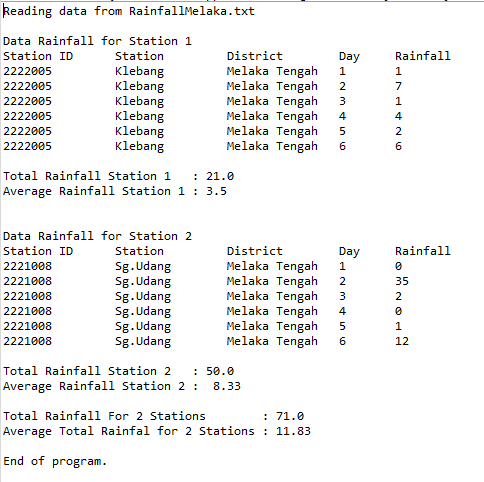 Reading data from RainfallMelaka.txt
Data Rainfall for Station 1
Station ID Station District Day Rainfall
2222005 Klebang Melaka Tengah 1 1
2222005 Klebang Melaka Tengah 2 7
2222005 Klebang Melaka Tengah 3 1
2222005 Klebang Melaka Tengah 4 4
2222005 Klebang Melaka Tengah 5 2
2222005 Klebang Melaka Tengah 6 6
Total Rainfall Station 1 : 21.0
Average Rainfall Station 1 : 3.5
Data Rainfall for Station 2
Station ID Station District Day Rainfall
2221008 Sg.Udang Melaka Tengah 1 0
2221008 Sg.Udang Melaka Tengah 2 35
2221008 Sg.Udang Melaka Tengah 3 2
2221008 Sg.Udang Melaka Tengah 4 0
2221008 Sg.Udang Melaka Tengah 5 1
2221008 Sg.Udang Melaka Tengah 6 12
Total Rainfall Station 2 : 50.0
Average Rainfall Station 2 : 8.33
Total Rainfall For 2 Stations : 71.0
Average Total Rainfal for 2 Stations : 11.83
End of program.